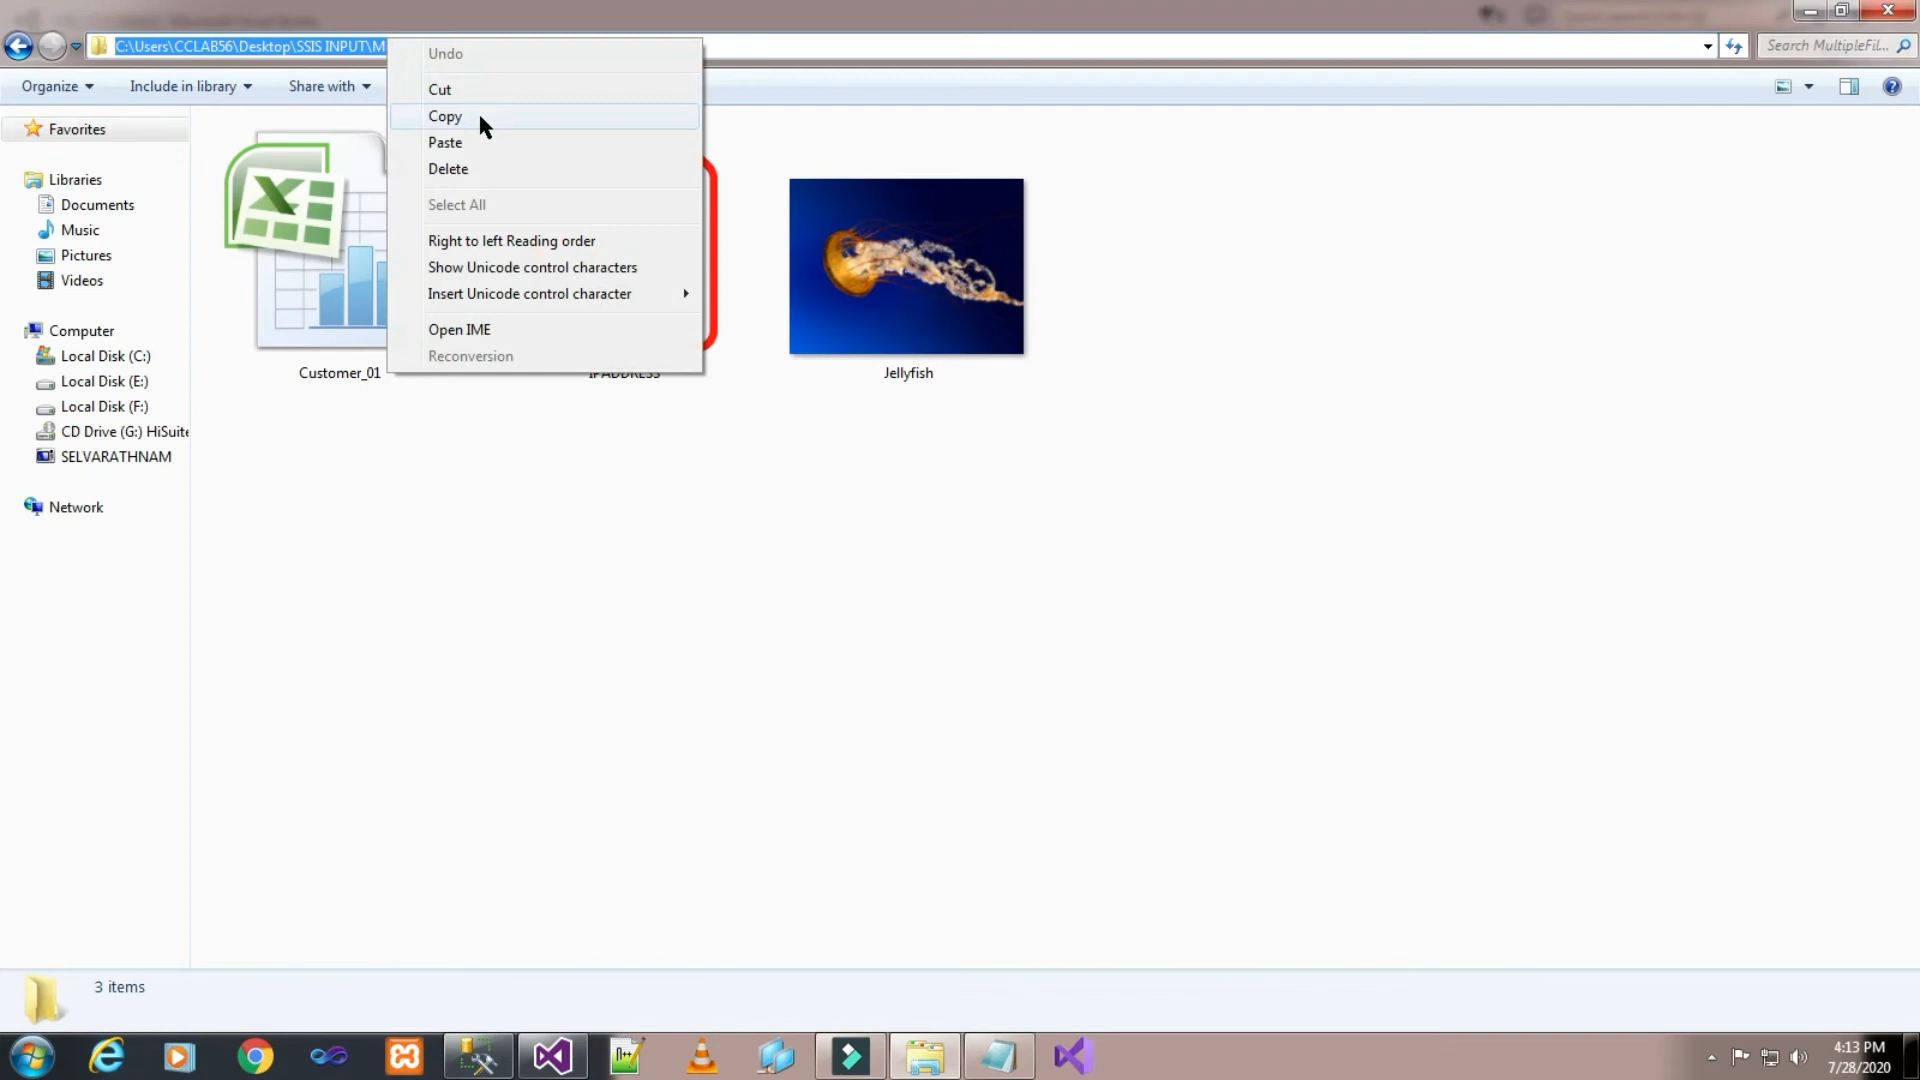 C:\Users\CCLAB56\Desktop\SSIS INPUT\M
Search MultipleFil...
Organize
Include in library
Share with
Undo
Cut
Copy
Paste
Delete
Select All
Right to left Reading order
Show Unicode control characters
Insert Unicode control character
Open IME
Reconversion
Favorites
Libraries
Documents
Music
Pictures
Videos
Computer
Local Disk (C:)
Local Disk (E:)
Local Disk (F:)
CD Drive (G:) HiSuite
SELVARATHNAM
Network
Customer_01
IPADDRESS
Jellyfish
3 items
4:13 PM
7/28/2020